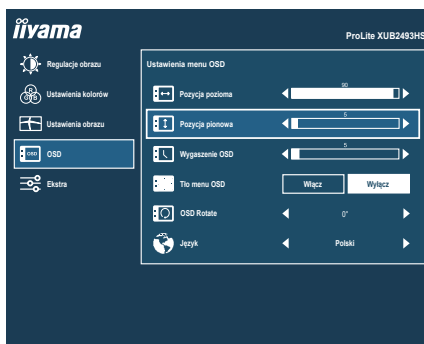 iiyama
ProLite XUB2493HS
Regulacje obrazu
Ustawienia kolorów
Ustawienia obrazu
OSD
OSD
Ekstra
Ustawienia menu OSD
Pozycja pozioma
90
Pozycja pionowa
5
Wygaszenie OSD
5
Tło menu OSD
Włącz
Wyłącz
OSD Rotate
0°
Język
Polski